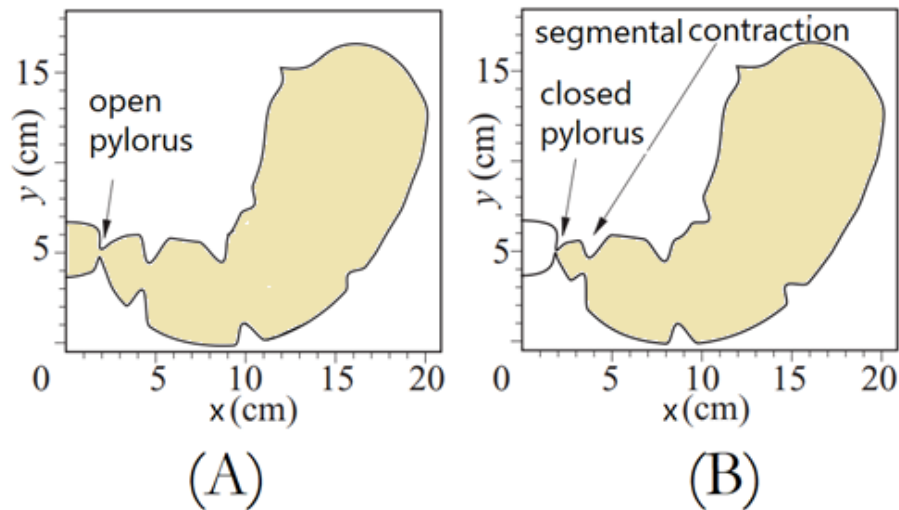 open
pylorus
15
5
0
5
10
15
20
y (cm)
x (cm)
(A)
segmental contraction
closed
pylorus
15
5
0
5
10
15
20
y (cm)
x (cm)
(B)